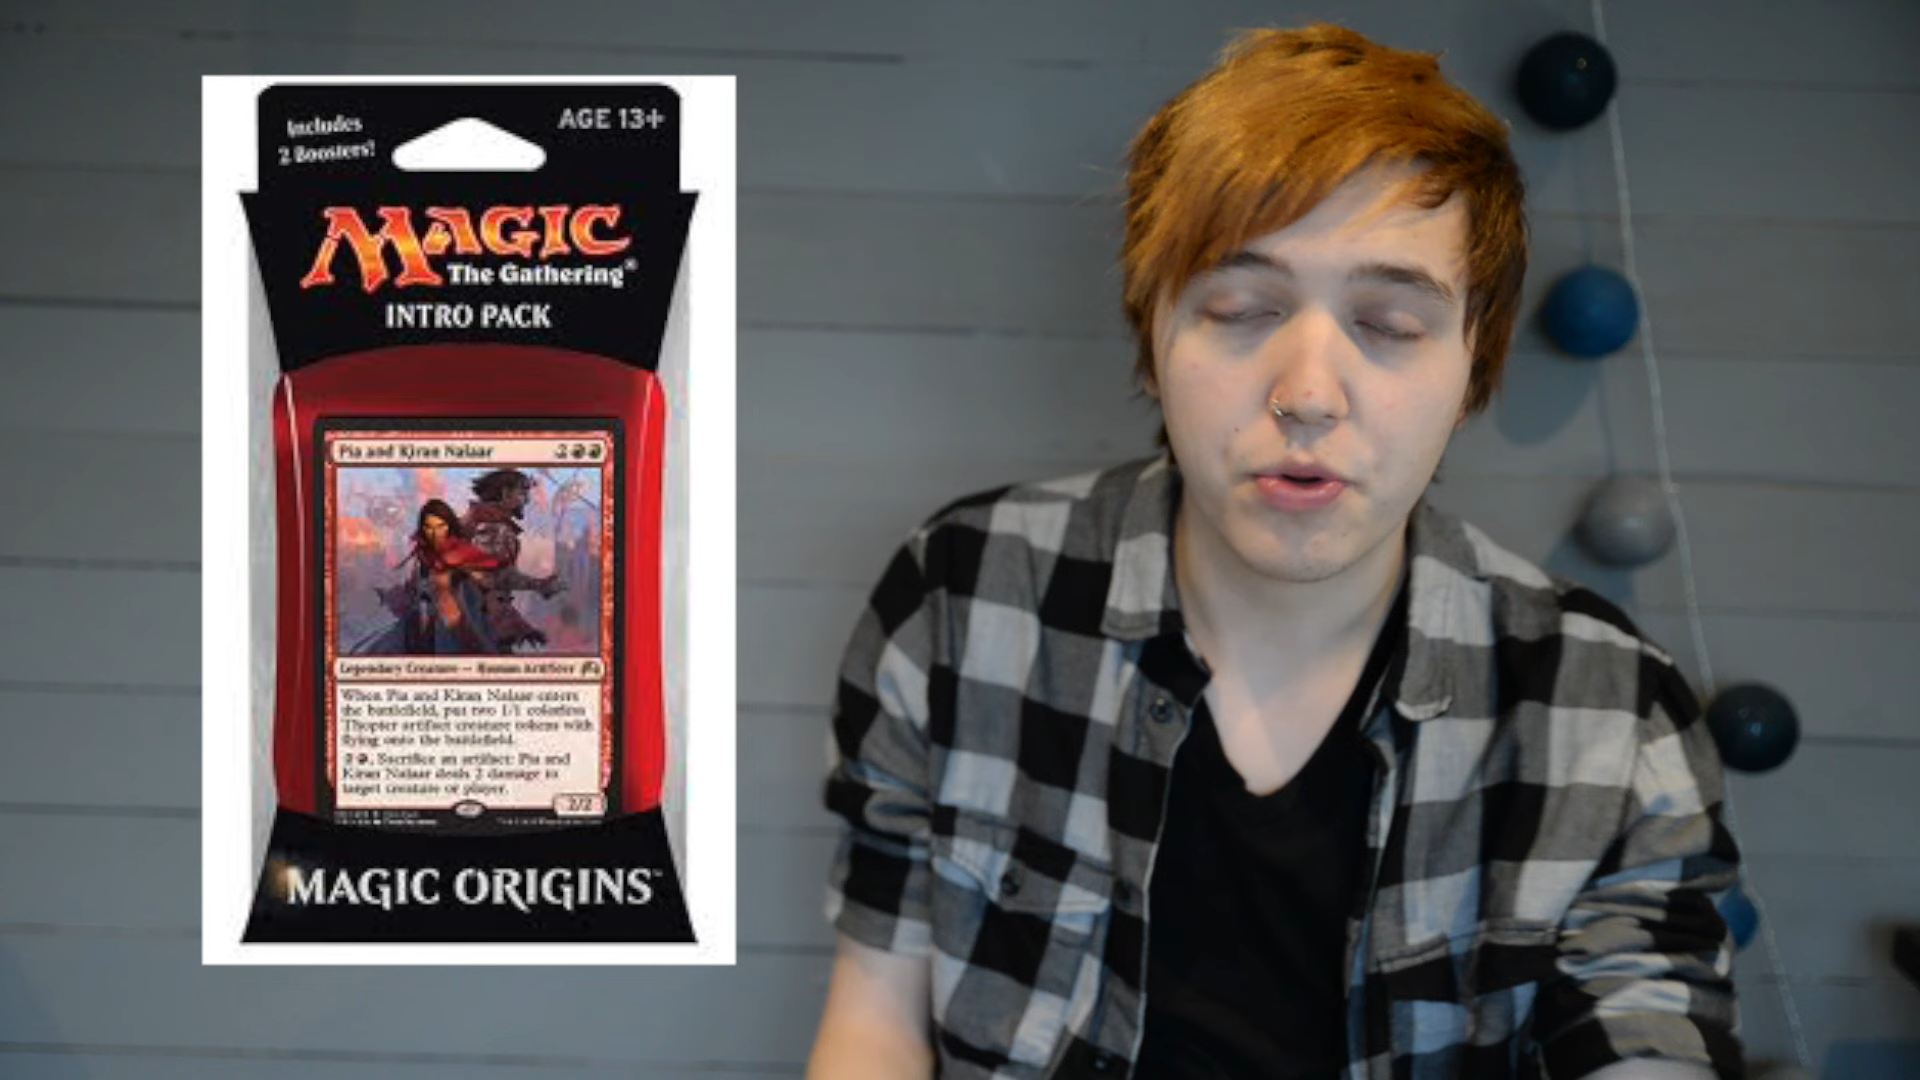 Includes
2 Boosters!
AGE 13+
MAGIC
The Gathering®
INTRO PACK
Pia and Kiran Nalaar
2
Legendary Creature — Human Artificer
When Pia and Kiran Nalaar enters
the battlefield, put two 1/1 colorless
Thopter artifact creature tokens with
flying onto the battlefield.
2 , Sacrifice an artifact: Pia and
Kiran Nalaar deals 2 damage to
target creature or player.
2/2
MAGIC ORIGINS™